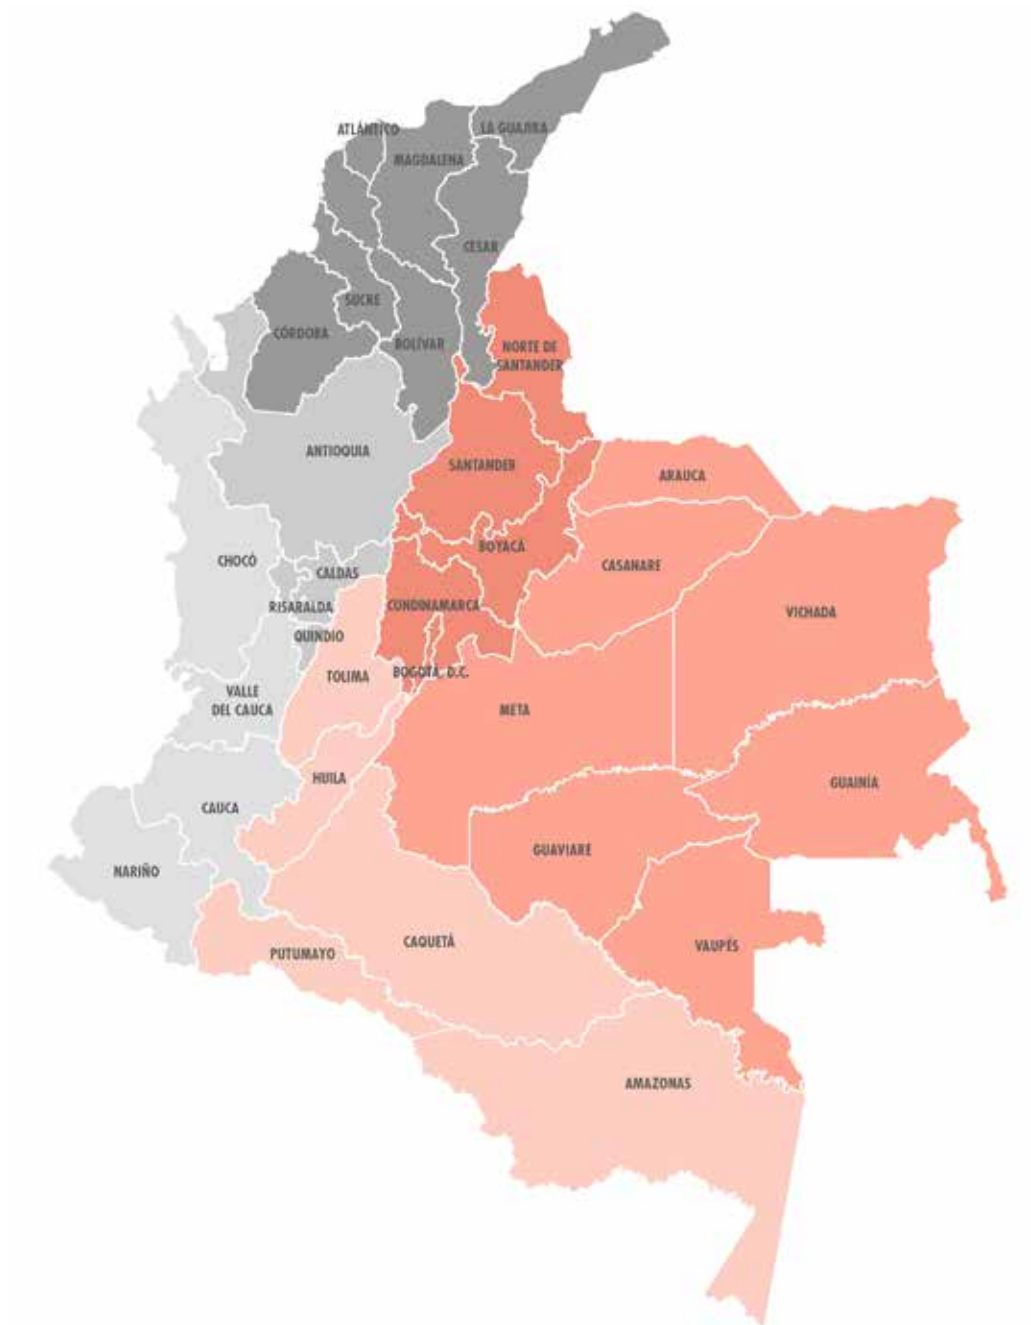 ATLÁNTICO
LA GUAJIRA
MAGDALENA
CESAR
SUCRE
CÓRDOBA
BOLÍVAR
NORTE DE
SANTANDER
ANTIOQUIA
SANTANDER
ARAUCA
BOYACÁ
CHOCÓ
CASANARE
CALDAS
CUNDINAMARCA
RISARALDA
VICHADA
QUINDIO
BOGOTÁ, D.C.
TOLIMA
VALLE
DEL CAUCA
META
HUILA
GUAINÍA
CAUCA
GUAVIARE
NARIÑO
CAQUETÁ
VAUPÉS
PUTUMAYO
AMAZONAS